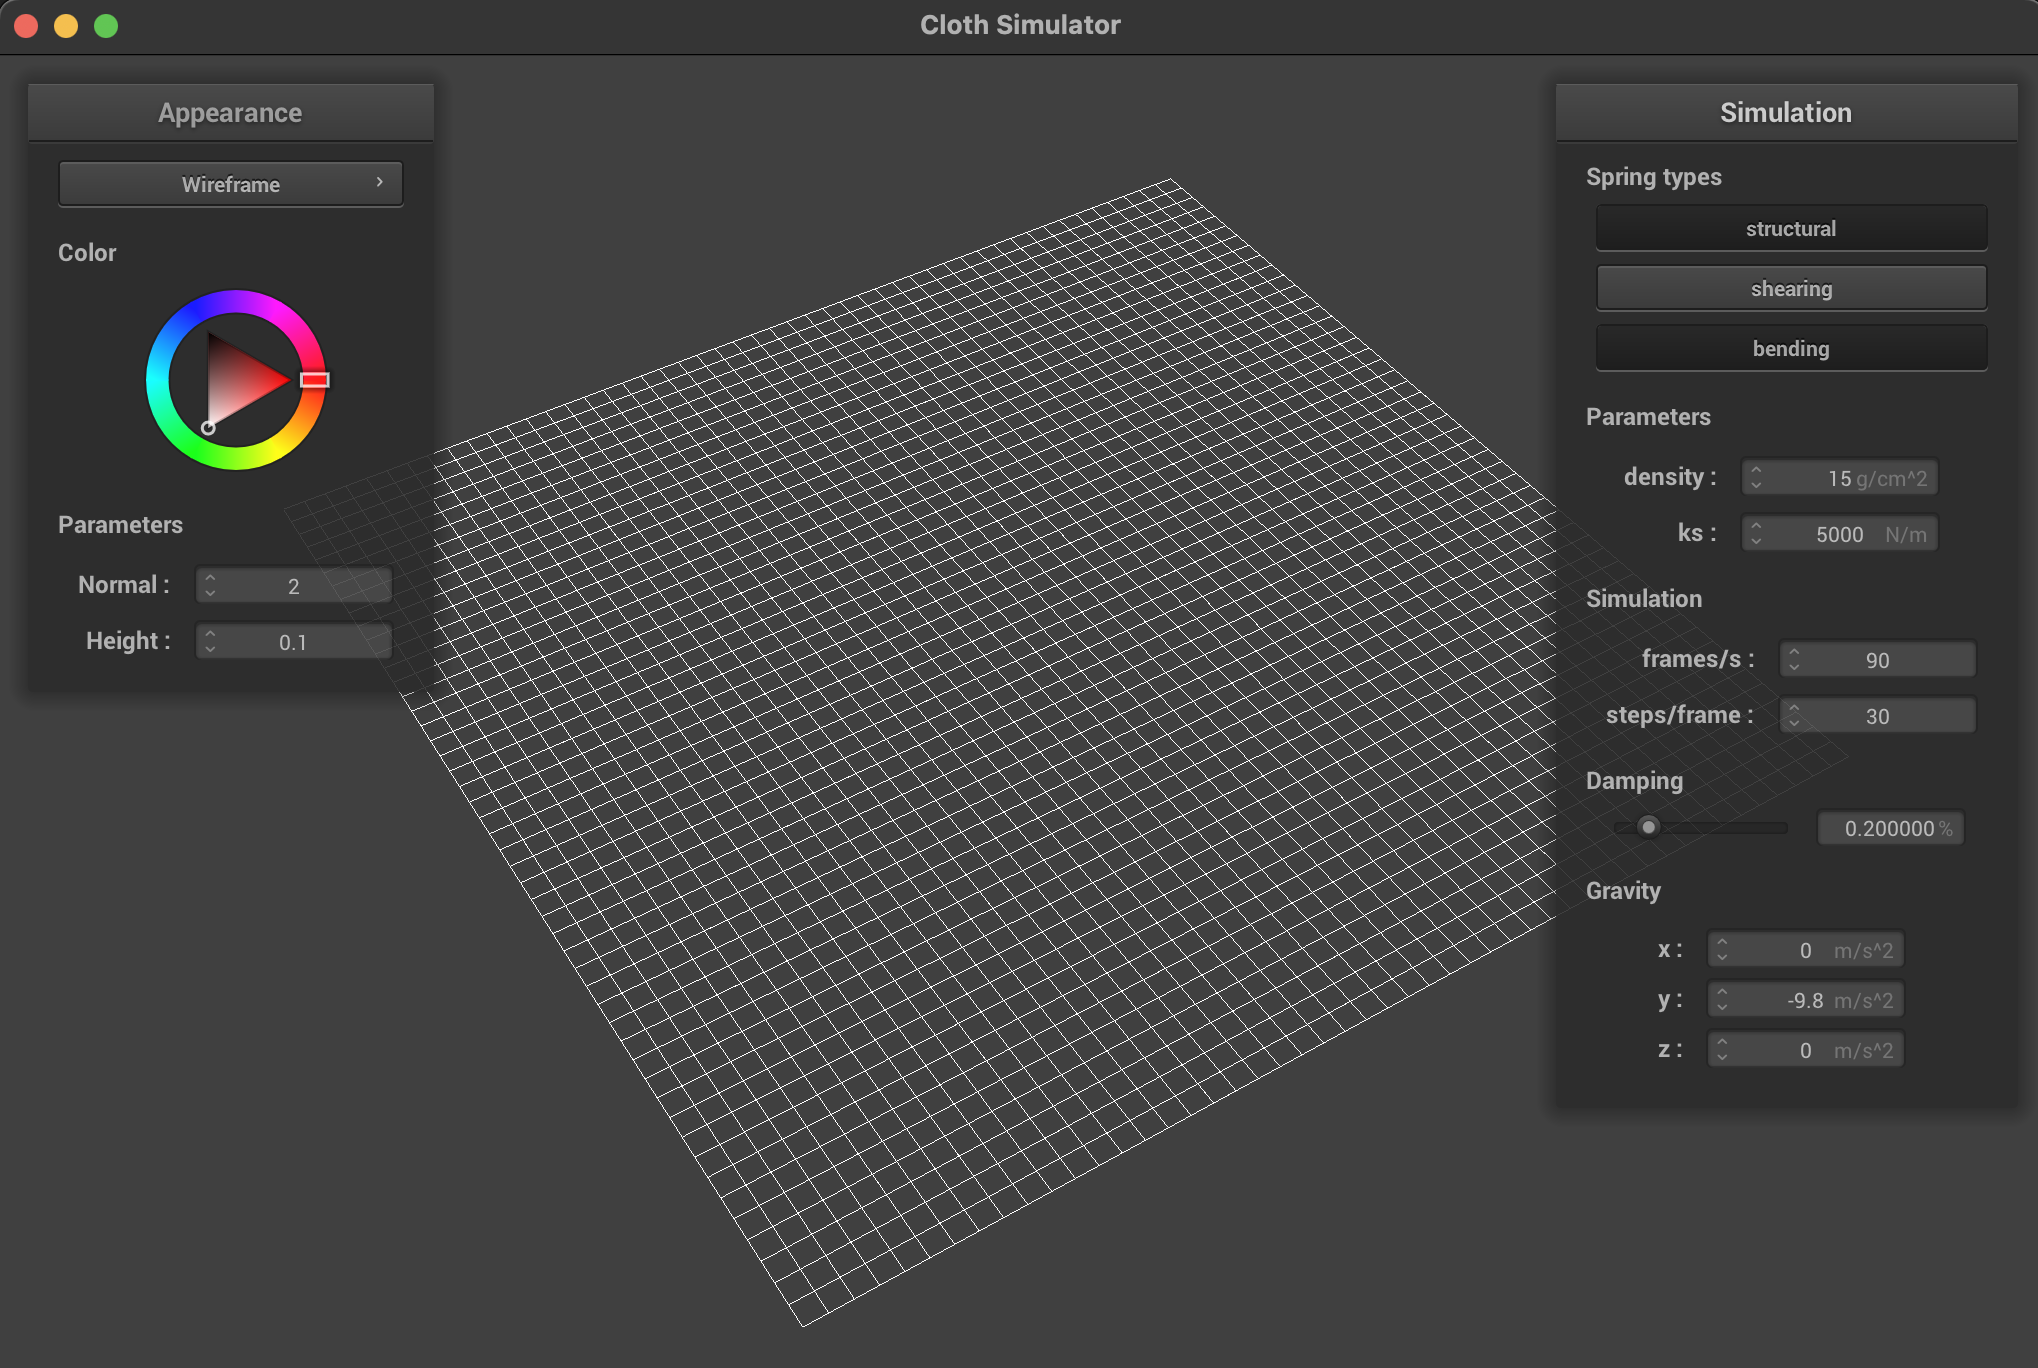 Cloth Simulator
Appearance
Wireframe
Color
Parameters
Normal : 2
Height : 0.1
Simulation
Spring types
structural
shearing
bending
Parameters
density : 15 g/cm^2
ks : 5000 N/m
Simulation
frames/s : 90
steps/frame : 30
Damping
0.200000 %
Gravity
x : 0 m/s^2
y : -9.8 m/s^2
z : 0 m/s^2